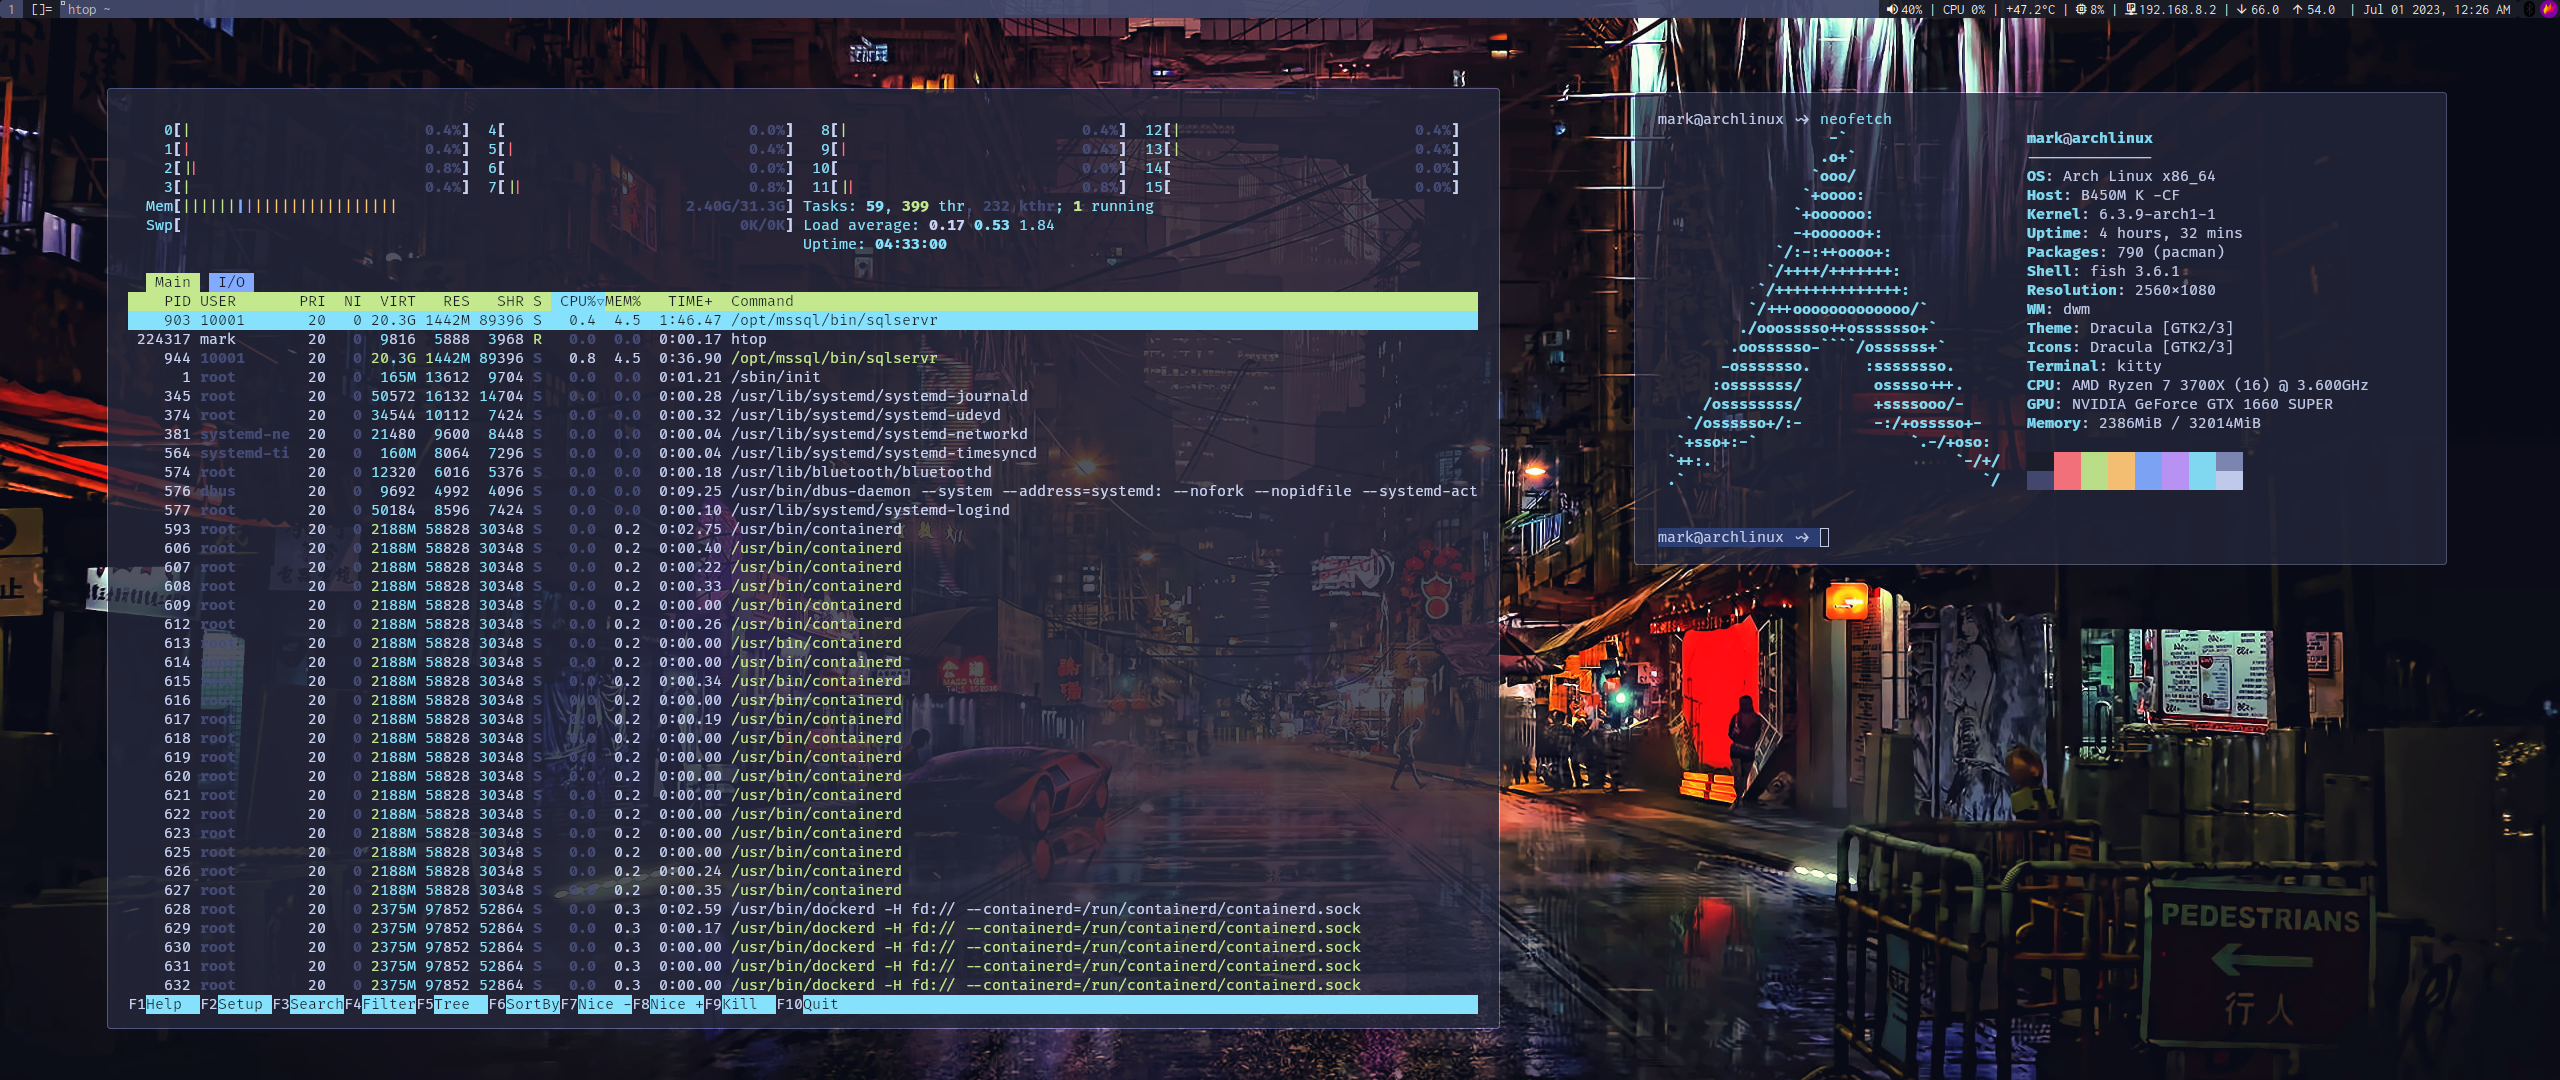 1 []= htop ~ 40% | CPU 0% | +47.2°C | 8% | 192.168.8.2 | ↓ 66.0 ↑ 54.0 | Jul 01 2023, 12:26 AM
0[| 0.4%] 4[ 0.0%] 8[| 0.4%] 12[| 0.4%]
1[| 0.4%] 5[| 0.4%] 9[| 0.4%] 13[| 0.4%]
2[|| 0.8%] 6[ 0.0%] 10[ 0.0%] 14[ 0.0%]
3[| 0.4%] 7[|| 0.8%] 11[|| 0.8%] 15[ 0.0%]
Mem[|||||||||||||||||||||||| 2.40G/31.3G] Tasks: 59, 399 thr, 232 kthr; 1 running
Swp[ 0K/0K] Load average: 0.17 0.53 1.84
Uptime: 04:33:00
Main I/O
PID USER PRI NI VIRT RES SHR S CPU%▽MEM% TIME+ Command
903 10001 20 0 20.3G 1442M 89396 S 0.4 4.5 1:46.47 /opt/mssql/bin/sqlservr
224317 mark 20 0 9816 5888 3968 R 0.0 0.0 0:00.17 htop
944 10001 20 0 20.3G 1442M 89396 S 0.8 4.5 0:36.90 /opt/mssql/bin/sqlservr
1 root 20 0 165M 13612 9704 S 0.0 0.0 0:01.21 /sbin/init
345 root 20 0 50572 16132 14704 S 0.0 0.0 0:00.28 /usr/lib/systemd/systemd-journald
374 root 20 0 34544 10112 7424 S 0.0 0.0 0:00.32 /usr/lib/systemd/systemd-udevd
381 systemd-ne 20 0 21480 9600 8448 S 0.0 0.0 0:00.04 /usr/lib/systemd/systemd-networkd
564 systemd-ti 20 0 160M 8064 7296 S 0.0 0.0 0:00.04 /usr/lib/systemd/systemd-timesyncd
574 root 20 0 12320 6016 5376 S 0.0 0.0 0:00.18 /usr/lib/bluetooth/bluetoothd
576 dbus 20 0 9692 4992 4096 S 0.0 0.0 0:09.25 /usr/bin/dbus-daemon --system --address=systemd: --nofork --nopidfile --systemd-act
577 root 20 0 50184 8596 7424 S 0.0 0.0 0:00.10 /usr/lib/systemd/systemd-logind
593 root 20 0 2188M 58828 30348 S 0.0 0.2 0:02.75 /usr/bin/containerd
606 root 20 0 2188M 58828 30348 S 0.0 0.2 0:00.40 /usr/bin/containerd
607 root 20 0 2188M 58828 30348 S 0.0 0.2 0:00.22 /usr/bin/containerd
608 root 20 0 2188M 58828 30348 S 0.0 0.2 0:00.33 /usr/bin/containerd
609 root 20 0 2188M 58828 30348 S 0.0 0.2 0:00.00 /usr/bin/containerd
612 root 20 0 2188M 58828 30348 S 0.0 0.2 0:00.26 /usr/bin/containerd
613 root 20 0 2188M 58828 30348 S 0.0 0.2 0:00.00 /usr/bin/containerd
614 root 20 0 2188M 58828 30348 S 0.0 0.2 0:00.00 /usr/bin/containerd
615 root 20 0 2188M 58828 30348 S 0.0 0.2 0:00.34 /usr/bin/containerd
616 root 20 0 2188M 58828 30348 S 0.0 0.2 0:00.00 /usr/bin/containerd
617 root 20 0 2188M 58828 30348 S 0.0 0.2 0:00.19 /usr/bin/containerd
618 root 20 0 2188M 58828 30348 S 0.0 0.2 0:00.00 /usr/bin/containerd
619 root 20 0 2188M 58828 30348 S 0.0 0.2 0:00.00 /usr/bin/containerd
620 root 20 0 2188M 58828 30348 S 0.0 0.2 0:00.00 /usr/bin/containerd
621 root 20 0 2188M 58828 30348 S 0.0 0.2 0:00.00 /usr/bin/containerd
622 root 20 0 2188M 58828 30348 S 0.0 0.2 0:00.00 /usr/bin/containerd
623 root 20 0 2188M 58828 30348 S 0.0 0.2 0:00.00 /usr/bin/containerd
625 root 20 0 2188M 58828 30348 S 0.0 0.2 0:00.00 /usr/bin/containerd
626 root 20 0 2188M 58828 30348 S 0.0 0.2 0:00.24 /usr/bin/containerd
627 root 20 0 2188M 58828 30348 S 0.0 0.2 0:00.35 /usr/bin/containerd
628 root 20 0 2375M 97852 52864 S 0.0 0.3 0:02.59 /usr/bin/dockerd -H fd:// --containerd=/run/containerd/containerd.sock
629 root 20 0 2375M 97852 52864 S 0.0 0.3 0:00.17 /usr/bin/dockerd -H fd:// --containerd=/run/containerd/containerd.sock
630 root 20 0 2375M 97852 52864 S 0.0 0.3 0:00.00 /usr/bin/dockerd -H fd:// --containerd=/run/containerd/containerd.sock
631 root 20 0 2375M 97852 52864 S 0.0 0.3 0:00.00 /usr/bin/dockerd -H fd:// --containerd=/run/containerd/containerd.sock
632 root 20 0 2375M 97852 52864 S 0.0 0.3 0:00.00 /usr/bin/dockerd -H fd:// --containerd=/run/containerd/containerd.sock
F1Help F2Setup F3SearchF4FilterF5Tree F6SortByF7Nice -F8Nice +F9Kill F10Quit
mark@archlinux ~> neofetch
mark@archlinux
--------------
OS: Arch Linux x86_64
Host: B450M K -CF
Kernel: 6.3.9-arch1-1
Uptime: 4 hours, 32 mins
Packages: 790 (pacman)
Shell: fish 3.6.1
Resolution: 2560x1080
WM: dwm
Theme: Dracula [GTK2/3]
Icons: Dracula [GTK2/3]
Terminal: kitty
CPU: AMD Ryzen 7 3700X (16) @ 3.600GHz
GPU: NVIDIA GeForce GTX 1660 SUPER
Memory: 2386MiB / 32014MiB
mark@archlinux ~>
PEDESTRIANS
行人